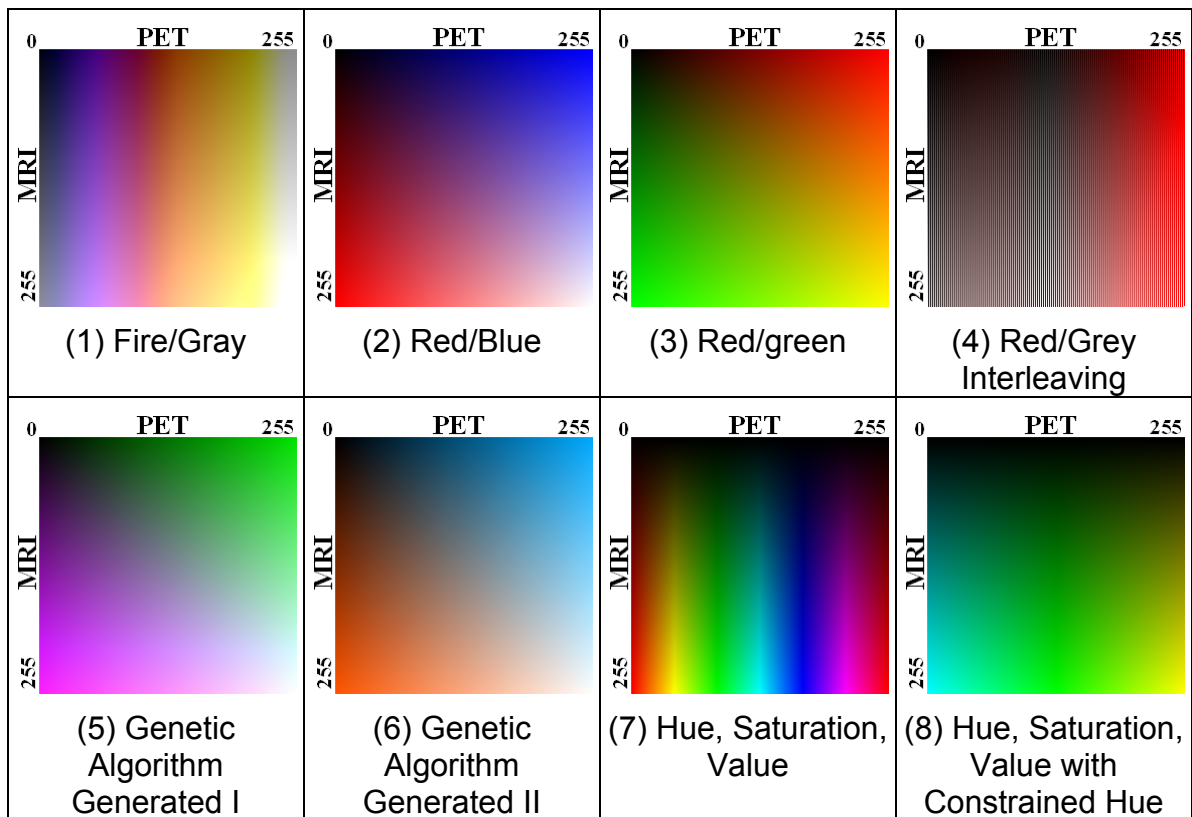 0 PET 255
MRI
255
(1) Fire/Gray
0 PET 255
MRI
255
(2) Red/Blue
0 PET 255
MRI
255
(3) Red/green
0 PET 255
MRI
255
(4) Red/Grey
Interleaving
0 PET 255
MRI
255
(5) Genetic
Algorithm
Generated I
0 PET 255
MRI
255
(6) Genetic
Algorithm
Generated II
0 PET 255
MRI
255
(7) Hue, Saturation,
Value
0 PET 255
MRI
255
(8) Hue, Saturation,
Value with
Constrained Hue